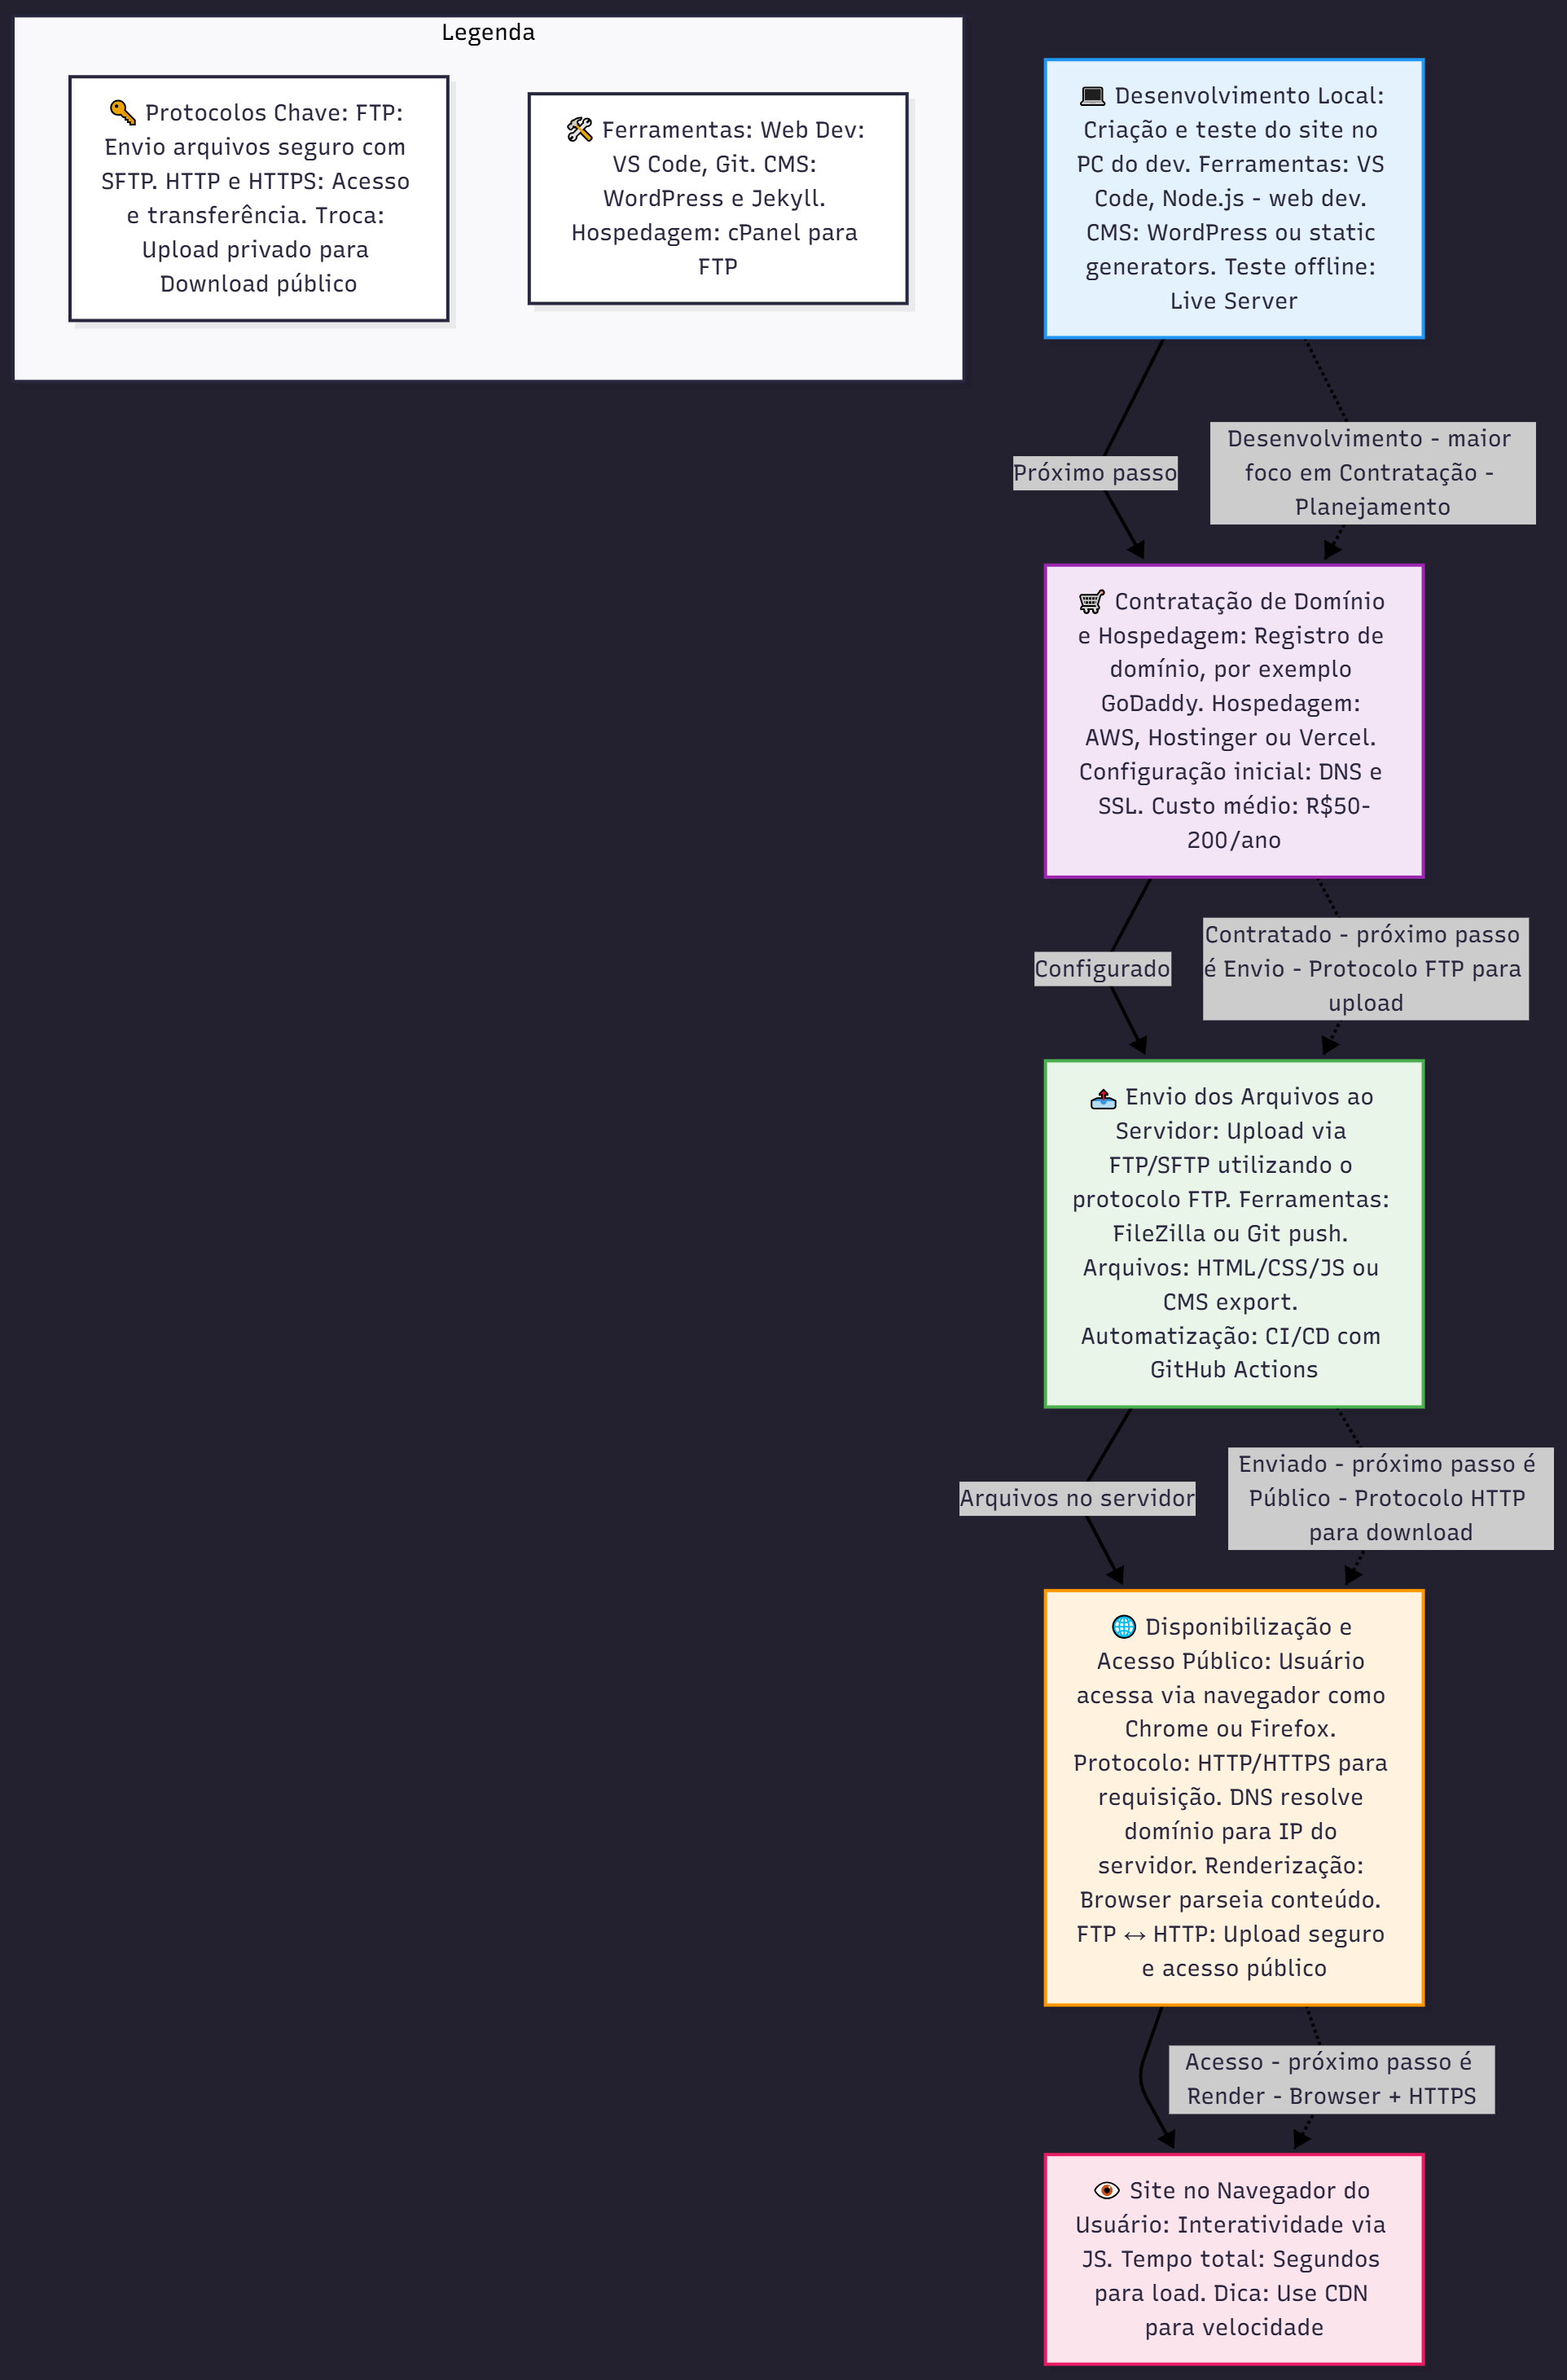 Legenda
Protocolos Chave: FTP:
Envio arquivos seguro com
SFTP. HTTP e HTTPS: Acesso
e transferência. Troca:
Upload privado para
Download público
Ferramentas: Web Dev:
VS Code, Git. CMS:
WordPress e Jekyll.
Hospedagem: cPanel para
FTP
Desenvolvimento Local:
Criação e teste do site no
PC do dev. Ferramentas: VS
Code, Node.js - web dev.
CMS: WordPress ou static
generators. Teste offline:
Live Server
Próximo passo
Desenvolvimento - maior
foco em Contratação -
Planejamento
Contratação de Domínio
e Hospedagem: Registro de
domínio, por exemplo
GoDaddy. Hospedagem:
AWS, Hostinger ou Vercel.
Configuração inicial: DNS e
SSL. Custo médio: R$50-
200/ano
Configurado
Contratado - próximo passo
é Envio - Protocolo FTP para
upload
Envio dos Arquivos ao
Servidor: Upload via
FTP/SFTP utilizando o
protocolo FTP. Ferramentas:
FileZilla ou Git push.
Arquivos: HTML/CSS/JS ou
CMS export.
Automatização: CI/CD com
GitHub Actions
Arquivos no servidor
Enviado - próximo passo é
Público - Protocolo HTTP
para download
Disponibilização e
Acesso Público: Usuário
acessa via navegador como
Chrome ou Firefox.
Protocolo: HTTP/HTTPS para
requisição. DNS resolve
domínio para IP do
servidor. Renderização:
Browser parseia conteúdo.
FTP ↔ HTTP: Upload seguro
e acesso público
Acesso - próximo passo é
Render - Browser + HTTPS
Site no Navegador do
Usuário: Interatividade via
JS. Tempo total: Segundos
para load. Dica: Use CDN
para velocidade